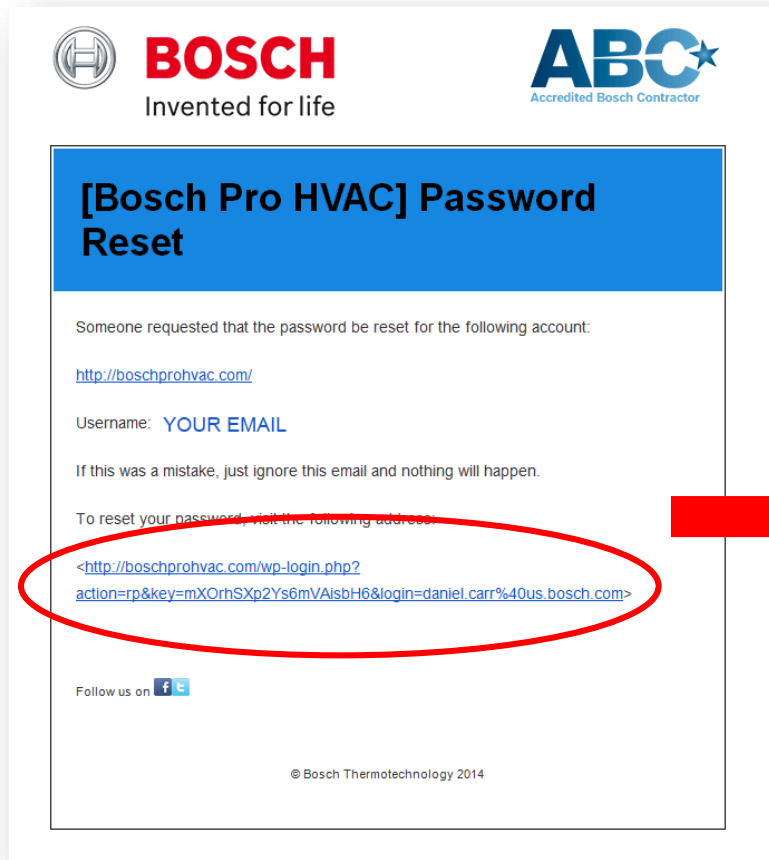 BOSCH
Invented for life
ABC
Accredited Bosch Contractor
[Bosch Pro HVAC] Password
Reset
Someone requested that the password be reset for the following account:
http://boschprohvac.com/
Username: YOUR EMAIL
If this was a mistake, just ignore this email and nothing will happen.
To reset your password, visit the following address:
<http://boschprohvac.com/wp-login.php?
action=rp&key=mXOrhSXp2Ys6mVAisbH6&login=daniel.carr%40us.bosch.com>
Follow us on
© Bosch Thermotechnology 2014